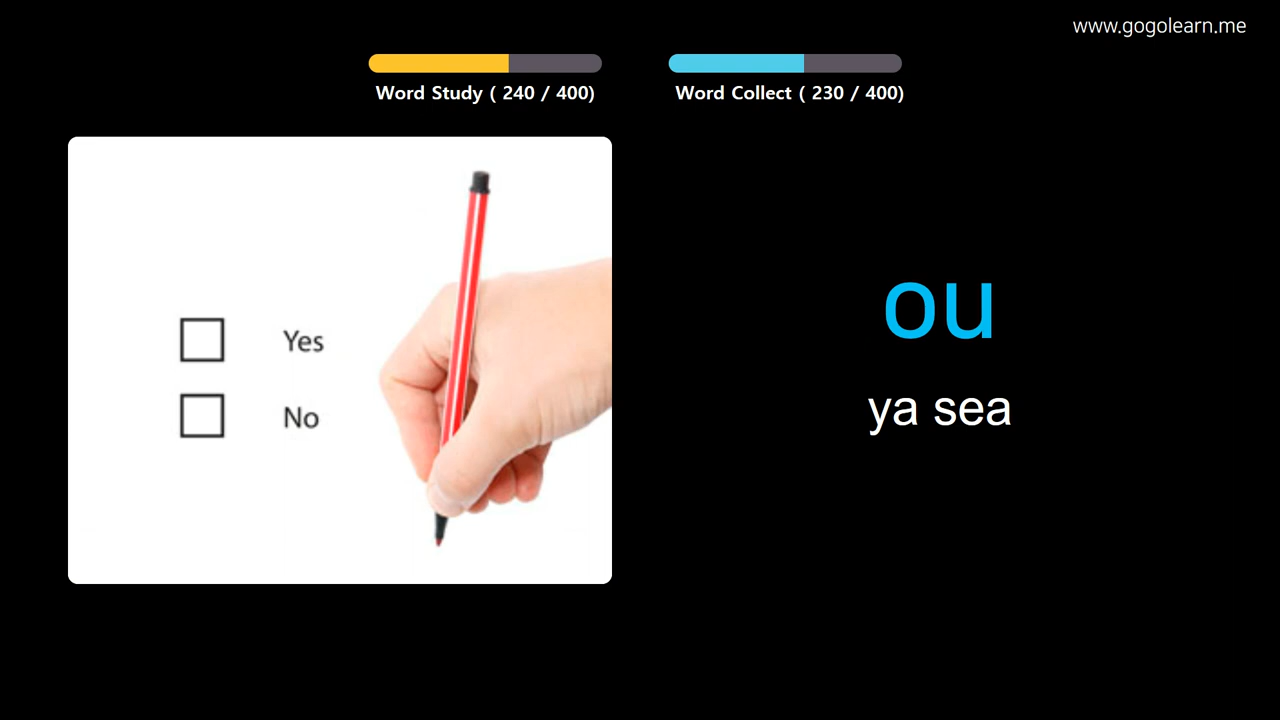 www.gogolearn.me
Word Study ( 240 / 400)
Word Collect ( 230 / 400)
Yes
No
ou
ya sea